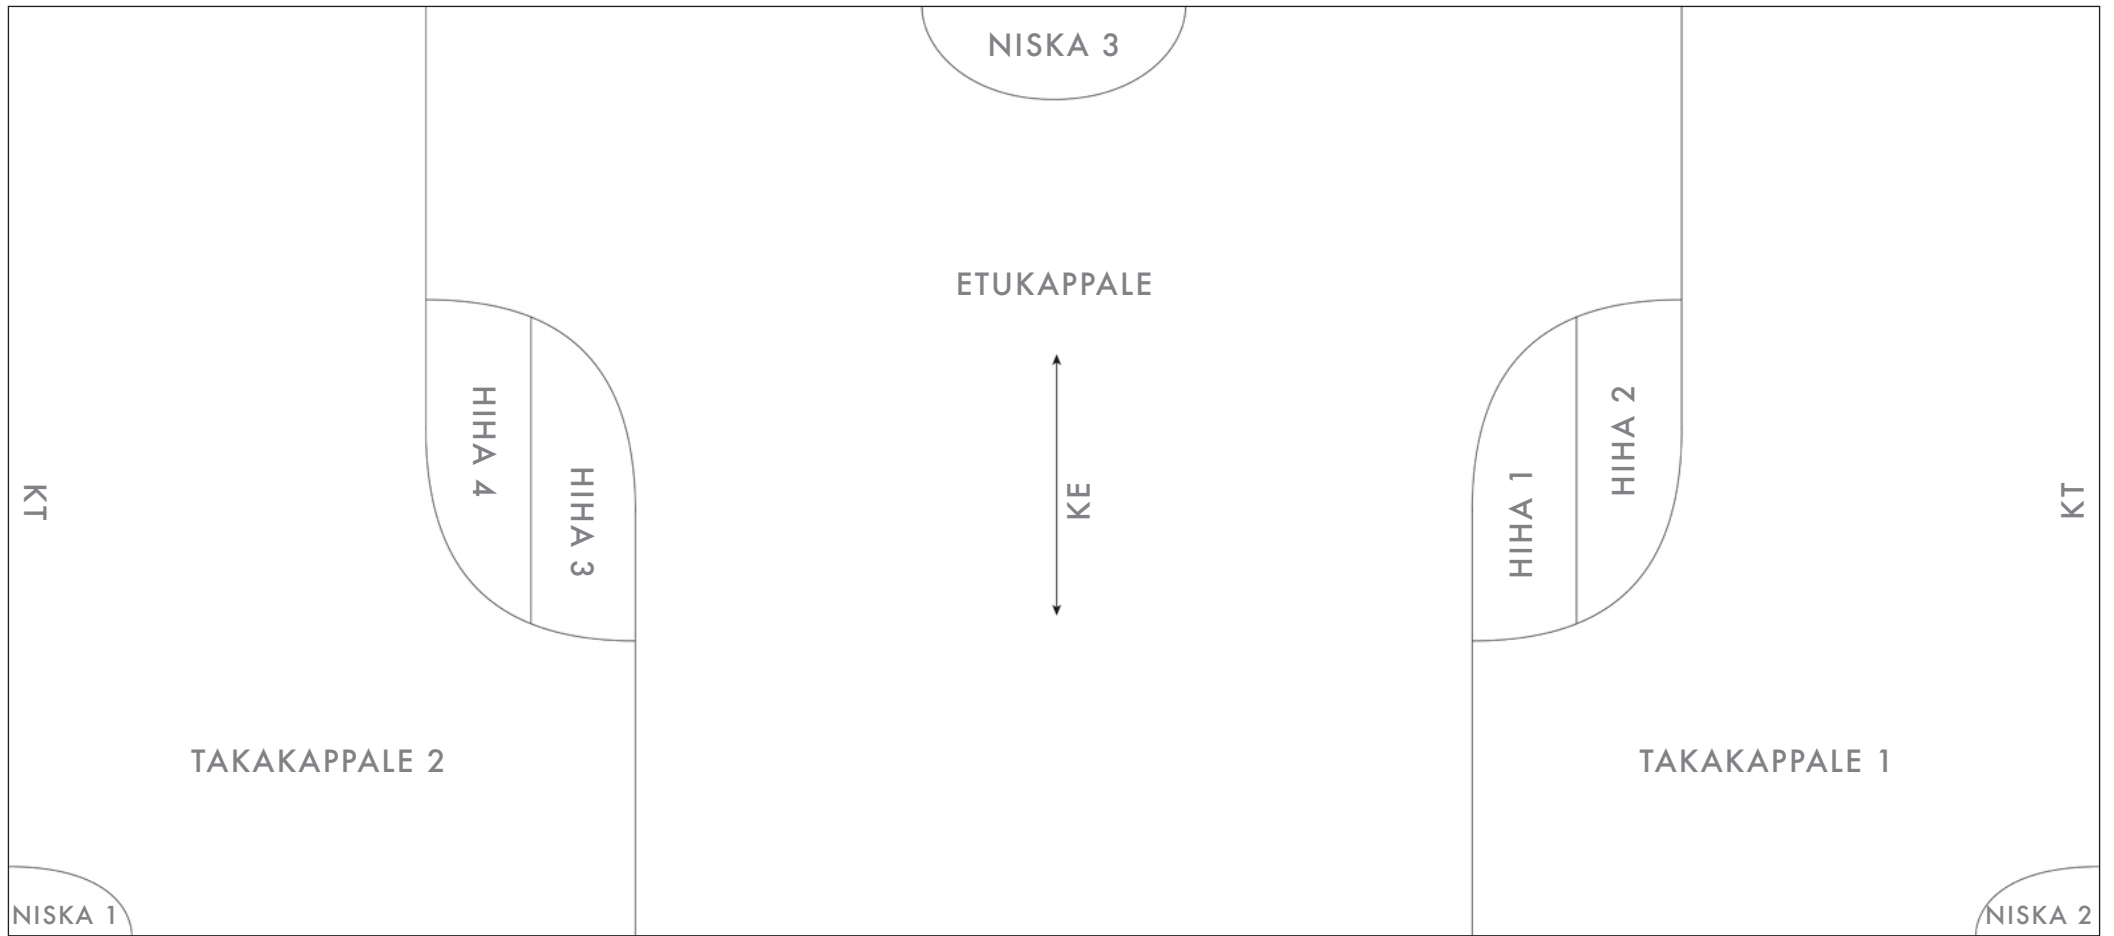 NISKA 3
ETUKAPPALE
HIHA 4
HIHA 3
HIHA 2
HIHA 1
KT
KE
KT
TAKAKAPPALE 2
TAKAKAPPALE 1
NISKA 1
NISKA 2